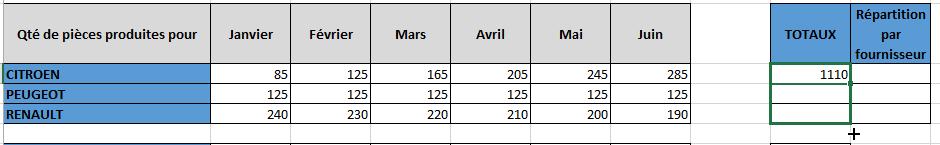 Qté de pièces produites pour Janvier Février Mars Avril Mai Juin TOTAUX Répartition
par
fournisseur
CITROEN 85 125 165 205 245 285 1110
PEUGEOT 125 125 125 125 125 125
RENAULT 240 230 220 210 200 190